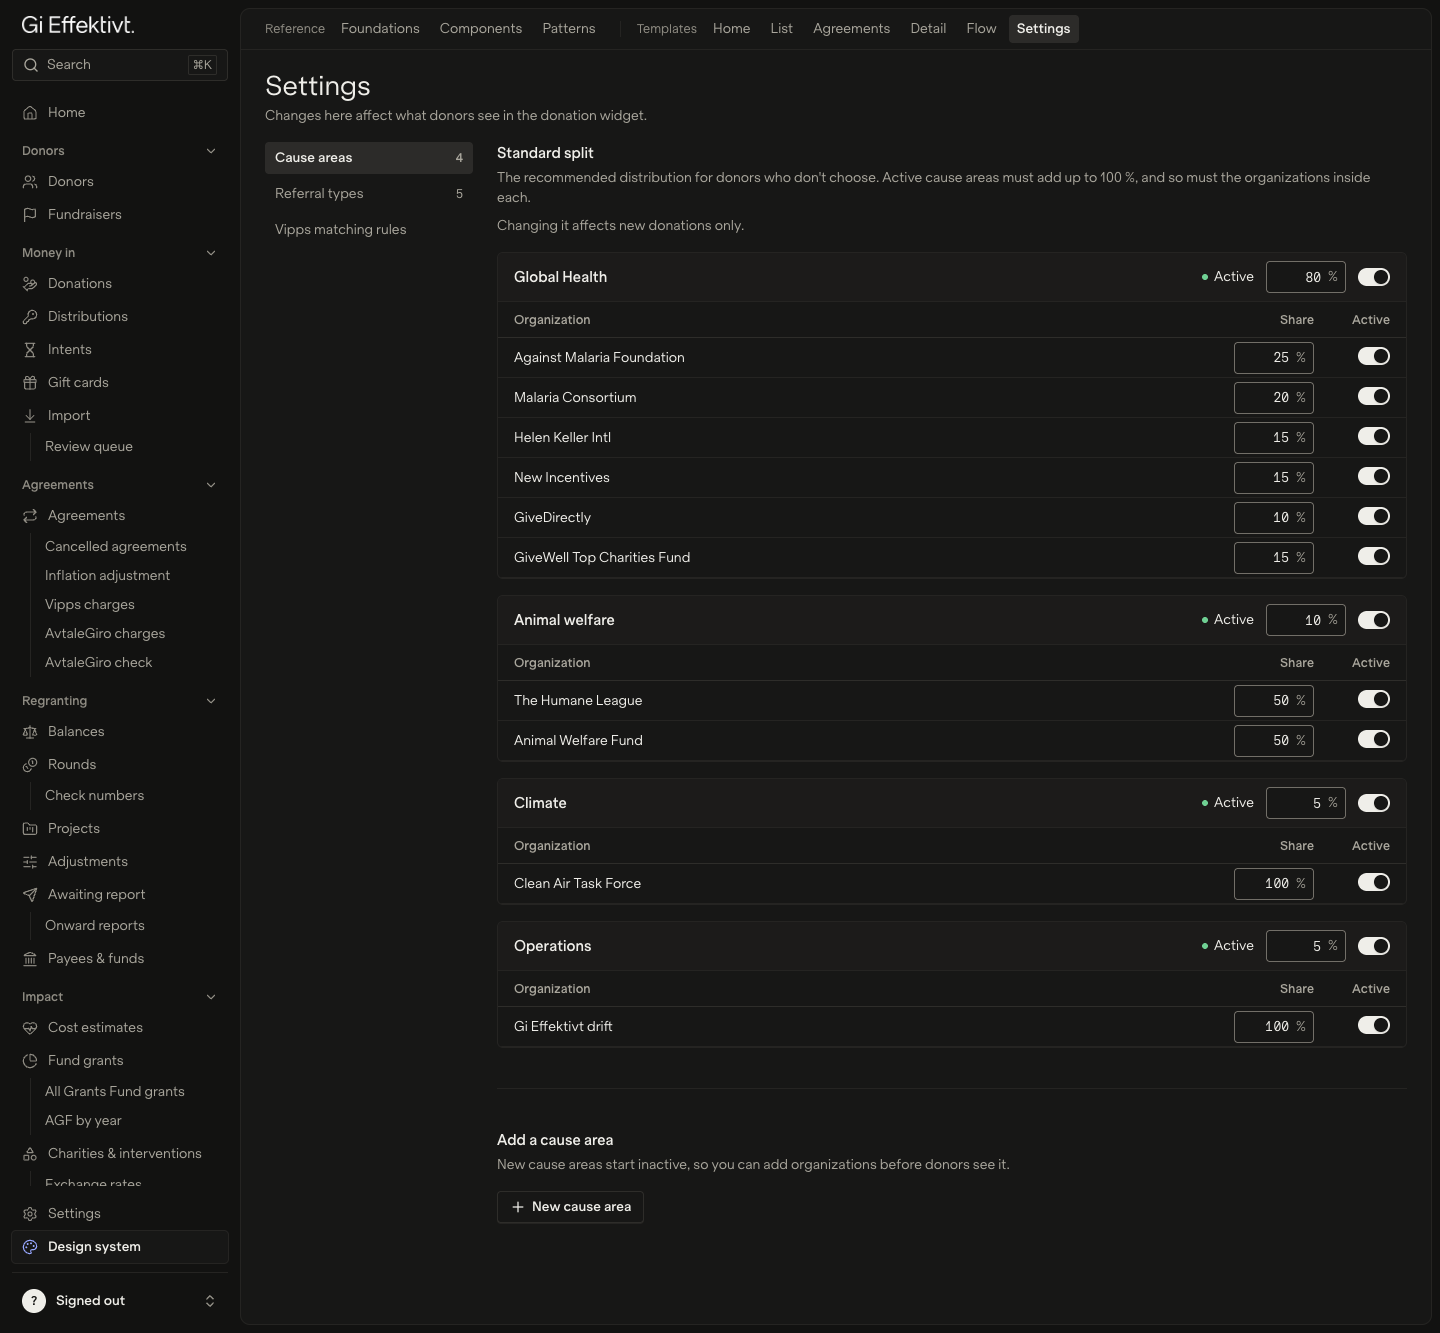 Gi Effektivt.
Search ⌘K
Home
Donors
Donors
Fundraisers
Money in
Donations
Distributions
Intents
Gift cards
Import
Review queue
Agreements
Agreements
Cancelled agreements
Inflation adjustment
Vipps charges
AvtaleGiro charges
AvtaleGiro check
Regranting
Balances
Rounds
Check numbers
Projects
Adjustments
Awaiting report
Onward reports
Payees & funds
Impact
Cost estimates
Fund grants
All Grants Fund grants
AGF by year
Charities & interventions
Exchange rates
Settings
Design system
? Signed out
Reference Foundations Components Patterns Templates Home List Agreements Detail Flow Settings
Settings
Changes here affect what donors see in the donation widget.
Cause areas 4
Referral types 5
Vipps matching rules
Standard split
The recommended distribution for donors who don't choose. Active cause areas must add up to 100 %, and so must the organizations inside
each.
Changing it affects new donations only.
Global Health Active 80 %
Organization Share Active
Against Malaria Foundation 25 %
Malaria Consortium 20 %
Helen Keller Intl 15 %
New Incentives 15 %
GiveDirectly 10 %
GiveWell Top Charities Fund 15 %
Animal welfare Active 10 %
Organization Share Active
The Humane League 50 %
Animal Welfare Fund 50 %
Climate Active 5 %
Organization Share Active
Clean Air Task Force 100 %
Operations Active 5 %
Organization Share Active
Gi Effektivt drift 100 %
Add a cause area
New cause areas start inactive, so you can add organizations before donors see it.
New cause area